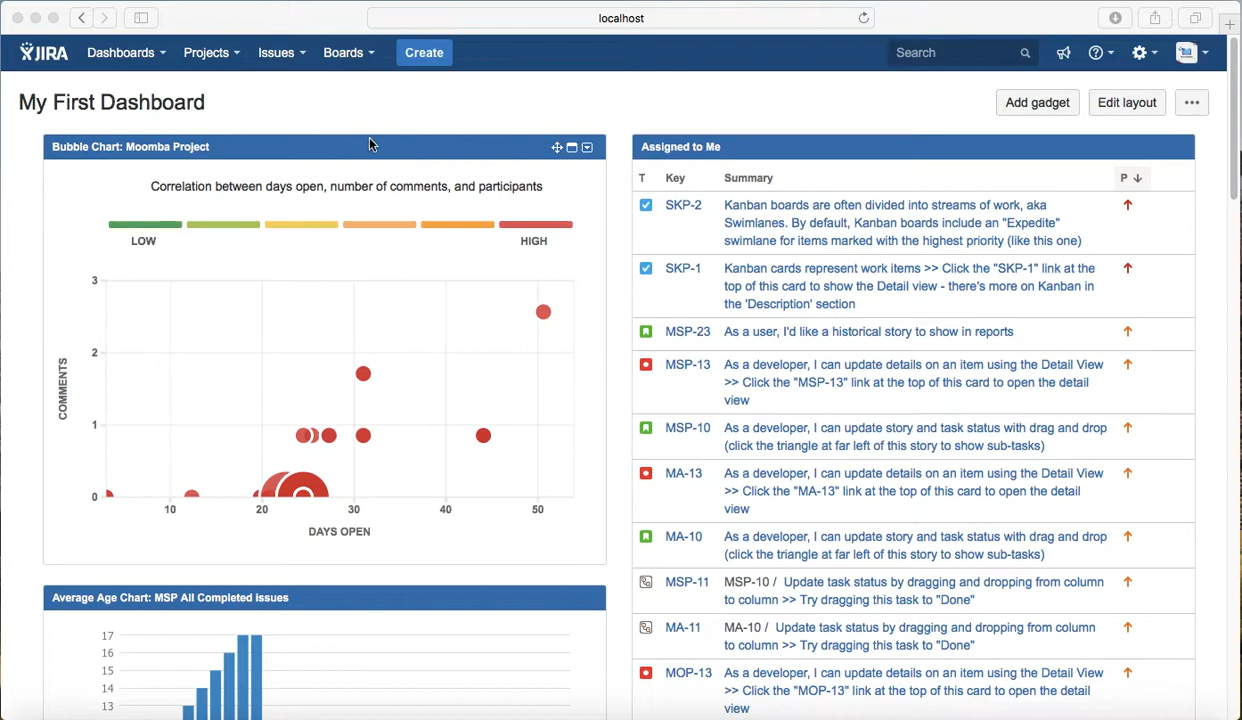 localhost
JIRA Dashboards Projects Issues Boards Create Search
My First Dashboard
Add gadget Edit layout
Bubble Chart: Moomba Project
Correlation between days open, number of comments, and participants
LOW HIGH
3
2
1
0
COMMENTS
10 20 30 40 50
DAYS OPEN
Average Age Chart: MSP All Completed Issues
17
16
15
14
13
Assigned to Me
T Key Summary P
SKP-2 Kanban boards are often divided into streams of work, aka
Swimlanes. By default, Kanban boards include an "Expedite"
swimlane for items marked with the highest priority (like this one)
SKP-1 Kanban cards represent work items >> Click the "SKP-1" link at the
top of this card to show the Detail view - there's more on Kanban in
the 'Description' section
MSP-23 As a user, I'd like a historical story to show in reports
MSP-13 As a developer, I can update details on an item using the Detail View
>> Click the "MSP-13" link at the top of this card to open the detail
view
MSP-10 As a developer, I can update story and task status with drag and drop
(click the triangle at far left of this story to show sub-tasks)
MA-13 As a developer, I can update details on an item using the Detail View
>> Click the "MA-13" link at the top of this card to open the detail
view
MA-10 As a developer, I can update story and task status with drag and drop
(click the triangle at far left of this story to show sub-tasks)
MSP-11 MSP-10 / Update task status by dragging and dropping from column
to column >> Try dragging this task to "Done"
MA-11 MA-10 / Update task status by dragging and dropping from column
to column >> Try dragging this task to "Done"
MOP-13 As a developer, I can update details on an item using the Detail View
>> Click the "MOP-13" link at the top of this card to open the detail
view